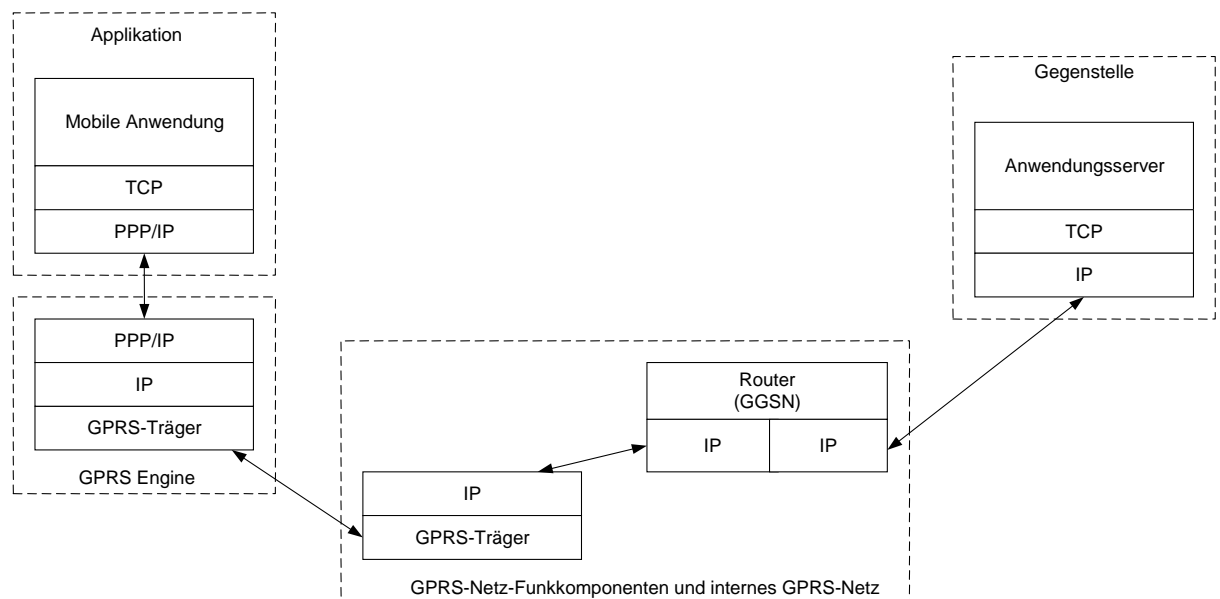 Applikation
Mobile Anwendung
TCP
PPP/IP
PPP/IP
IP
GPRS-Träger
GPRS Engine
IP
GPRS-Träger
Router
(GGSN)
IP
IP
GPRS-Netz-Funkkomponenten und internes GPRS-Netz
Gegenstelle
Anwendungsserver
TCP
IP